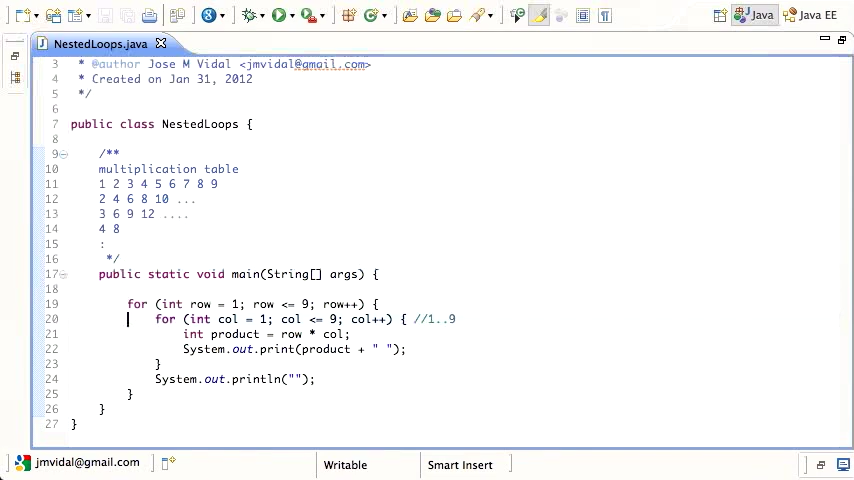 Java
Java EE
NestedLoops.java
3 * @author Jose M Vidal <jmvidal@gmail.com>
4 * Created on Jan 31, 2012
5 */
6
7 public class NestedLoops {
8
9 /**
10 multiplication table
11 1 2 3 4 5 6 7 8 9
12 2 4 6 8 10 ...
13 3 6 9 12 ....
14 4 8
15 :
16 */
17 public static void main(String[] args) {
18
19 for (int row = 1; row <= 9; row++) {
20 for (int col = 1; col <= 9; col++) { //1..9
21 int product = row * col;
22 System.out.print(product + " ");
23 }
24 System.out.println("");
25 }
26 }
27 }
jmvidal@gmail.com
Writable
Smart Insert